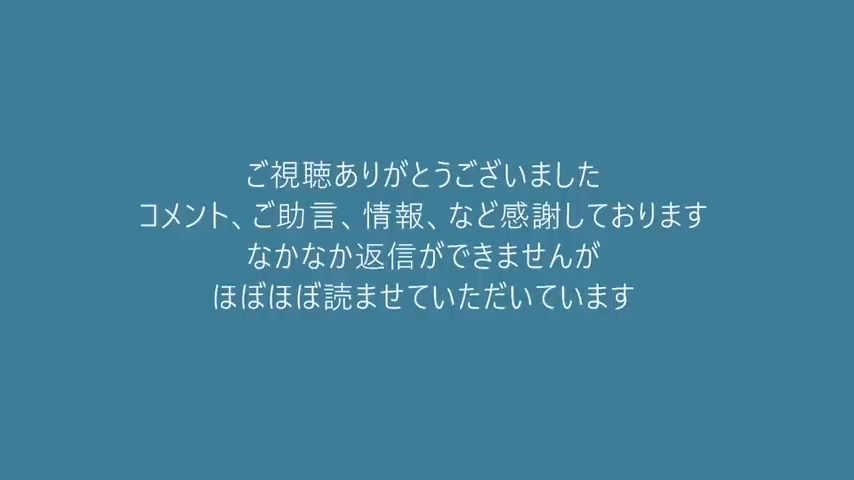 ご視聴ありがとうございました
コメント、ご助言、情報、など感謝しております
なかなか返信ができませんが
ほぼほぼ読ませていただいています